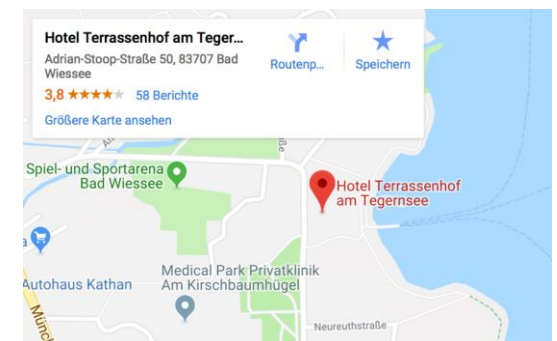 Hotel Terrassenhof am Teger...
Adrian-Stoop-Straße 50, 83707 Bad
Wiessee
3,8
58 Berichte
Größere Karte ansehen
Routenp...
Speichern
Spiel- und Sportarena
Bad Wiessee
Hotel Terrassenhof
am Tegernsee
Autohaus Kathan
Medical Park Privatklinik
Am Kirschbaumhügel
Neureuthstraße
Münch